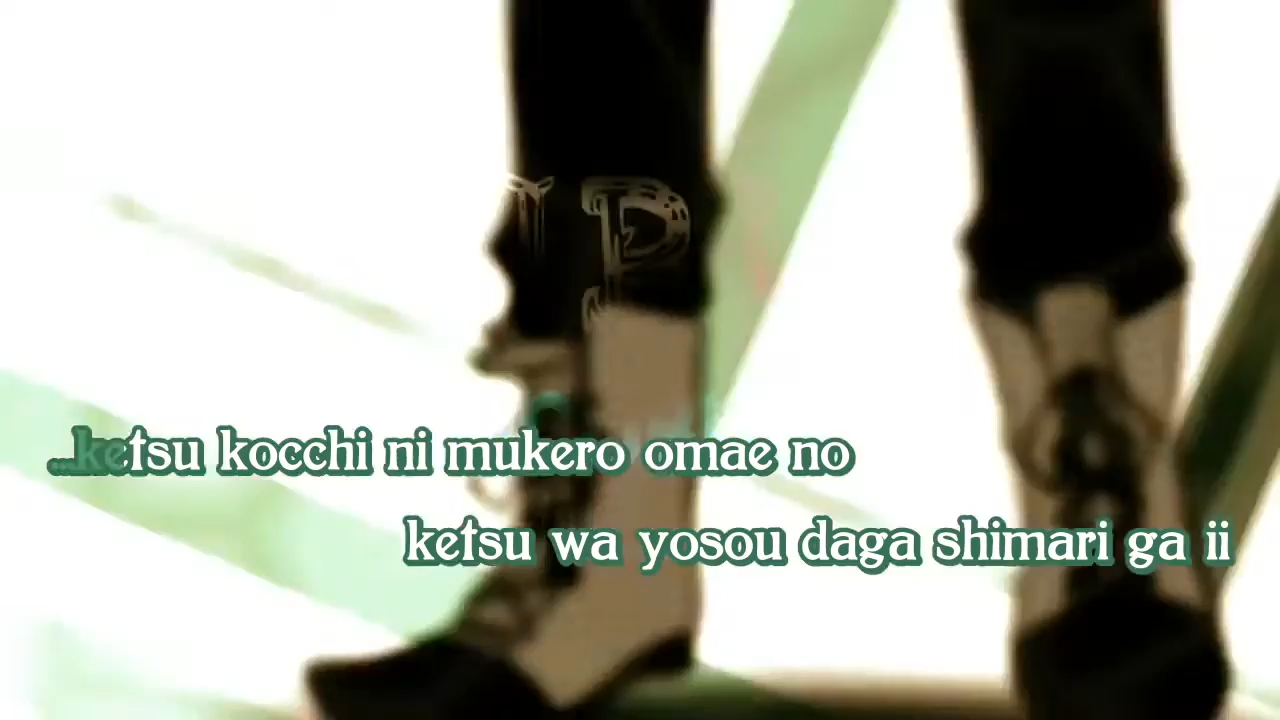 ...ketsu kocchi ni mukero omae no
ketsu wa yosou daga shimari ga ii